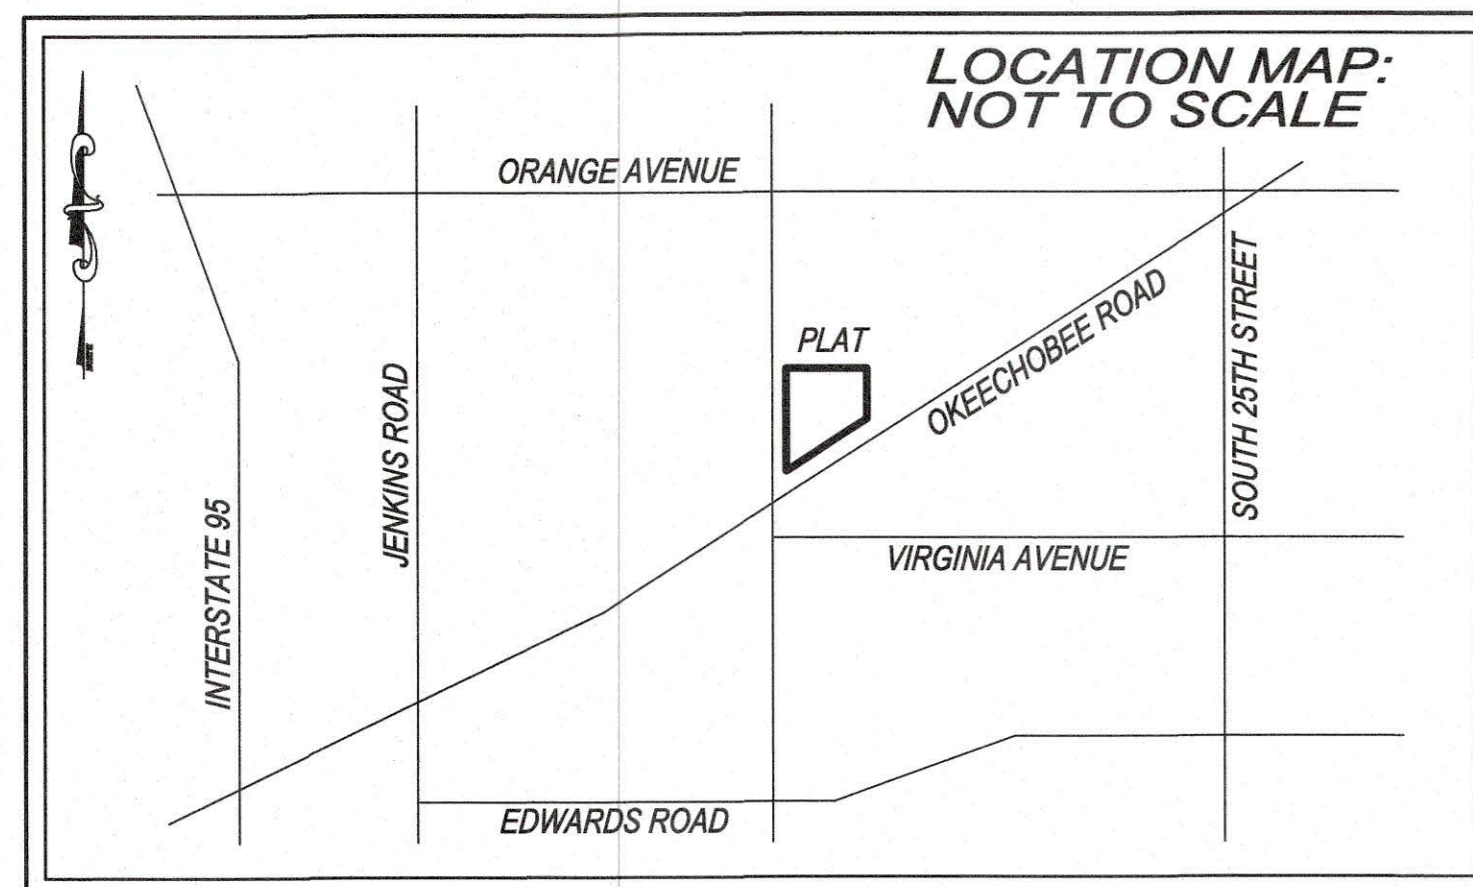 LOCATION MAP:
NOT TO SCALE
ORANGE AVENUE
PLAT
OKEECHOBEE ROAD
SOUTH 25TH STREET
JENKINS ROAD
INTERSTATE 95
VIRGINIA AVENUE
EDWARDS ROAD
NORTH